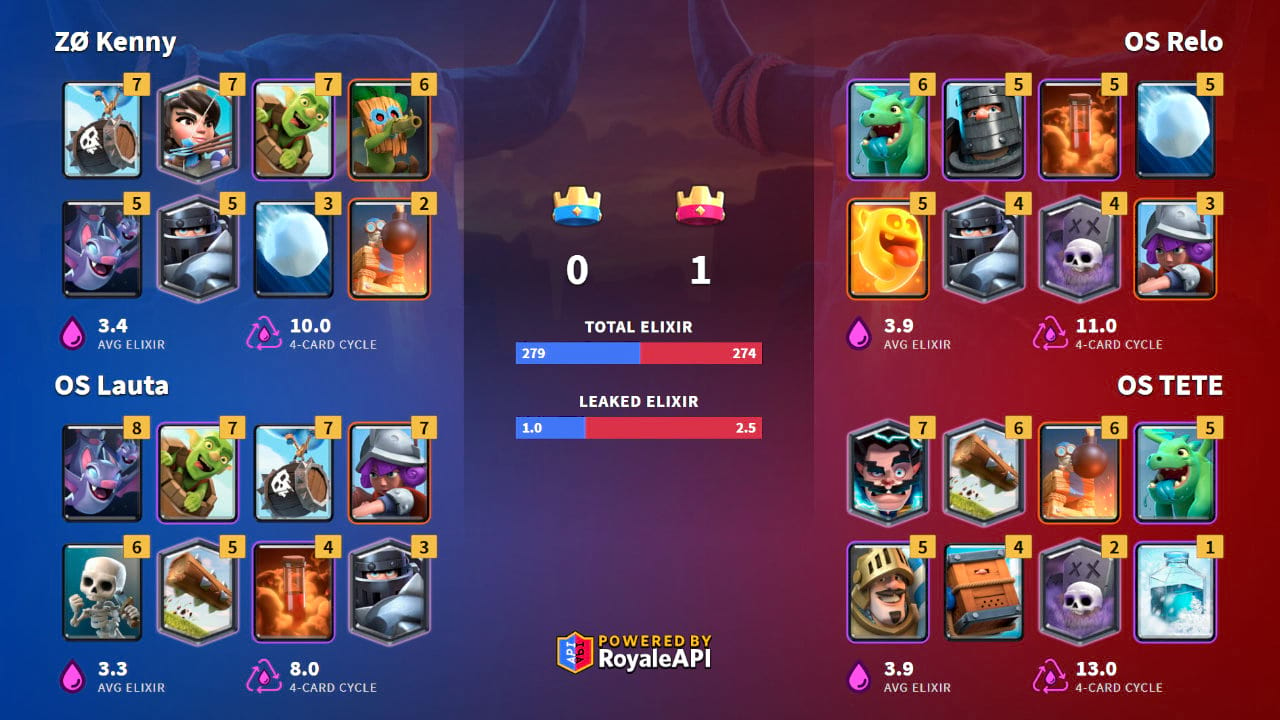 ZØ Kenny
7 7 7 6
5 5 3 2
3.4
AVG ELIXIR
10.0
4-CARD CYCLE
OS Lauta
8 7 7 7
6 5 4 3
3.3
AVG ELIXIR
8.0
4-CARD CYCLE
0 1
TOTAL ELIXIR
279 274
LEAKED ELIXIR
1.0 2.5
POWERED BY
RoyaleAPI
OS Relo
6 5 5 5
5 4 4 3
3.9
AVG ELIXIR
11.0
4-CARD CYCLE
OS TETE
7 6 6 5
5 4 2 1
3.9
AVG ELIXIR
13.0
4-CARD CYCLE